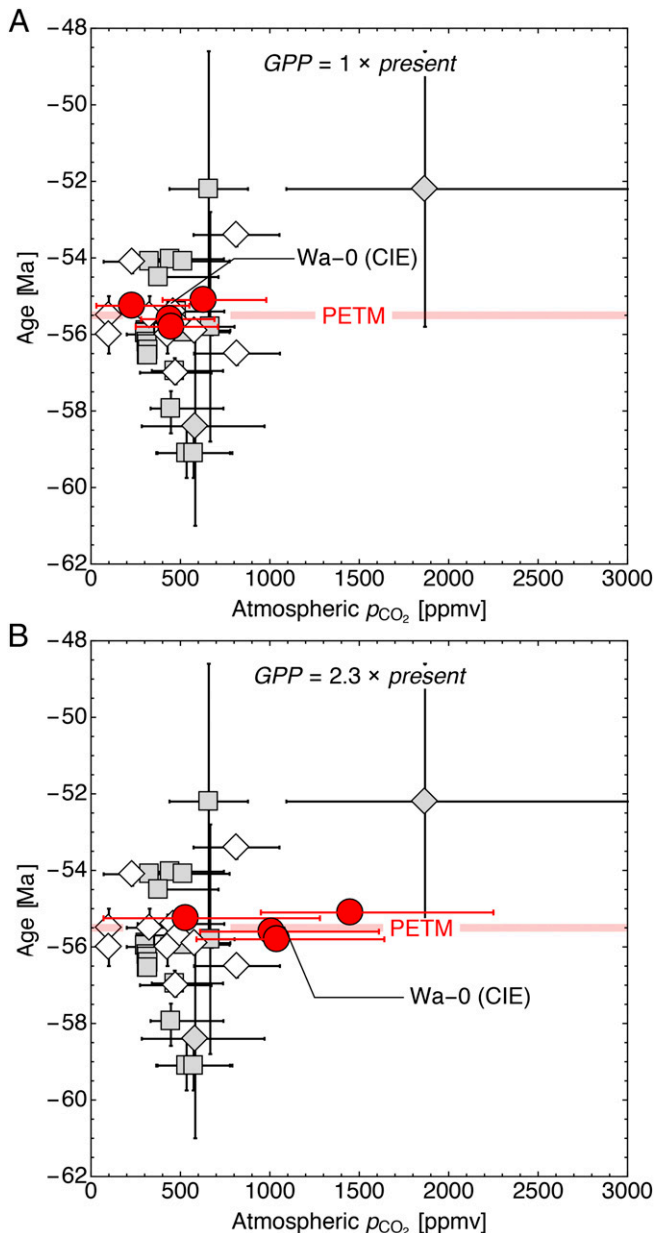 A
GPP = 1 × present
−48
−50
−52
−54
Wa−0 (CIE)
Age [Ma]
PETM
−56
−58
−60
−62
0 500 1000 1500 2000 2500 3000
Atmospheric pCO2 [ppmv]
B
GPP = 2.3 × present
−48
−50
−52
−54
Age [Ma]
PETM
−56
Wa−0 (CIE)
−58
−60
−62
0 500 1000 1500 2000 2500 3000
Atmospheric pCO2 [ppmv]